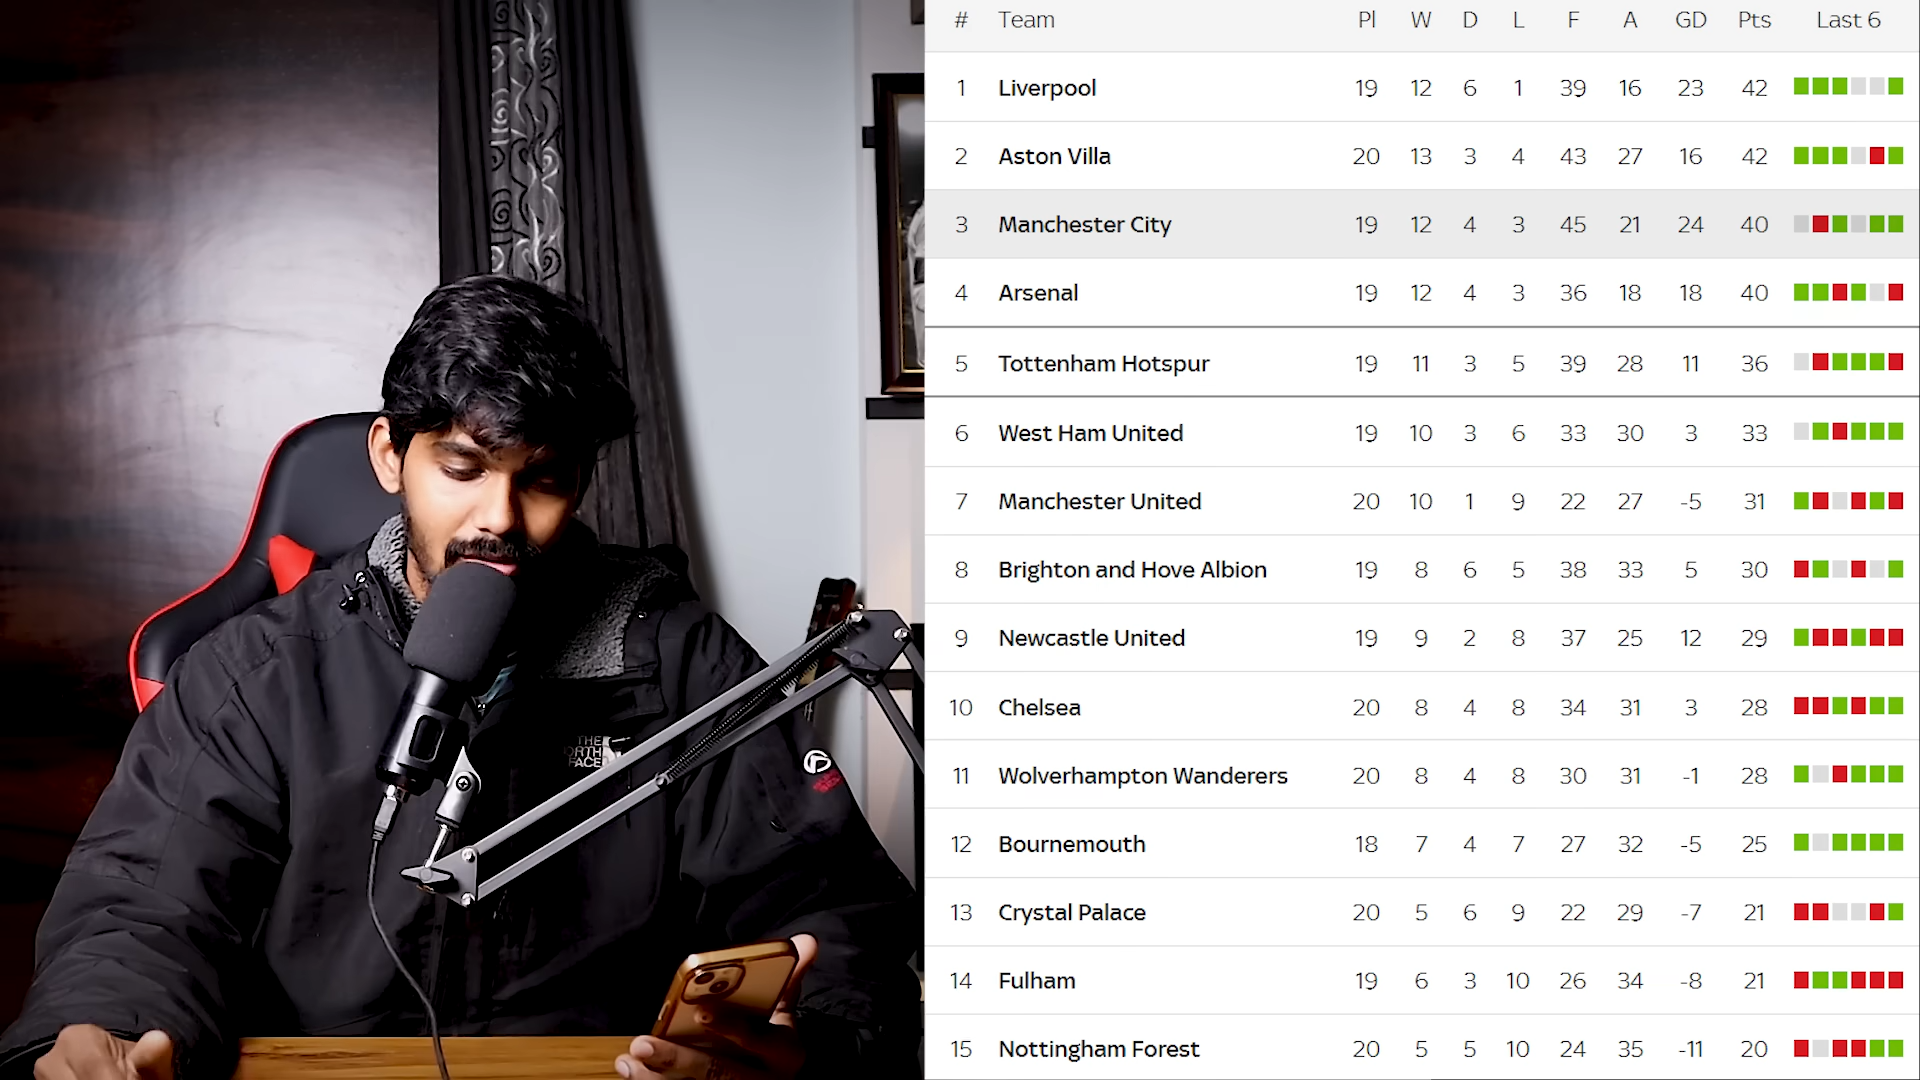 # Team Pl W D L F A GD Pts Last 6
1 Liverpool 19 12 6 1 39 16 23 42
2 Aston Villa 20 13 3 4 43 27 16 42
3 Manchester City 19 12 4 3 45 21 24 40
4 Arsenal 19 12 4 3 36 18 18 40
5 Tottenham Hotspur 19 11 3 5 39 28 11 36
6 West Ham United 19 10 3 6 33 30 3 33
7 Manchester United 20 10 1 9 22 27 -5 31
8 Brighton and Hove Albion 19 8 6 5 38 33 5 30
9 Newcastle United 19 9 2 8 37 25 12 29
10 Chelsea 20 8 4 8 34 31 3 28
11 Wolverhampton Wanderers 20 8 4 8 30 31 -1 28
12 Bournemouth 18 7 4 7 27 32 -5 25
13 Crystal Palace 20 5 6 9 22 29 -7 21
14 Fulham 19 6 3 10 26 34 -8 21
15 Nottingham Forest 20 5 5 10 24 35 -11 20
THE
NORTH
FACE